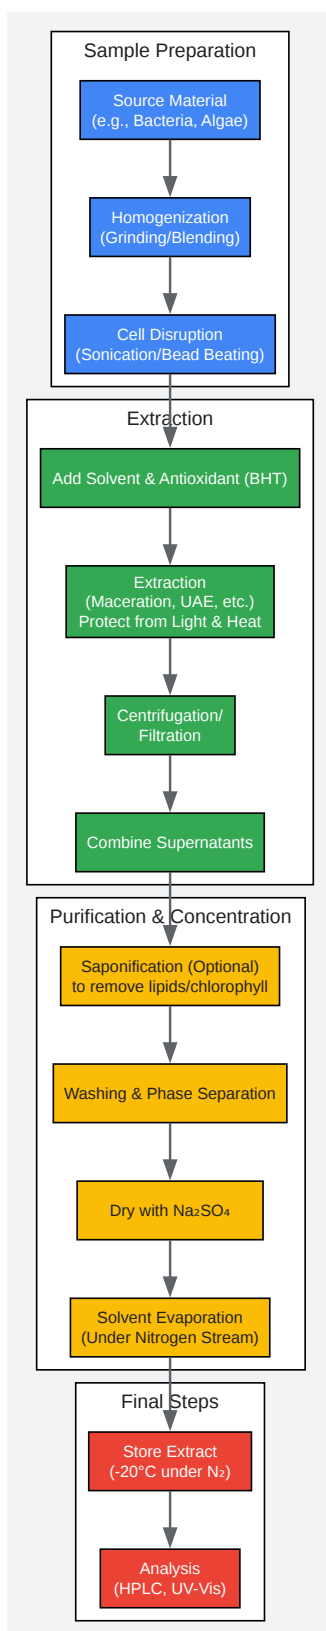 Sample Preparation
Source Material
(e.g., Bacteria, Algae)
Homogenization
(Grinding/Blending)
Cell Disruption
(Sonication/Bead Beating)
Extraction
Add Solvent & Antioxidant (BHT)
Extraction
(Maceration, UAE, etc.)
Protect from Light & Heat
Centrifugation/
Filtration
Combine Supernatants
Purification & Concentration
Saponification (Optional)
to remove lipids/chlorophyll
Washing & Phase Separation
Dry with Na₂SO₄
Solvent Evaporation
(Under Nitrogen Stream)
Final Steps
Store Extract
(-20°C under N₂)
Analysis
(HPLC, UV-Vis)